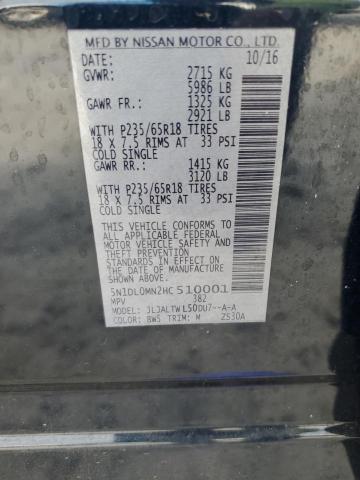 MFD BY NISSAN MOTOR CO., LTD.
DATE: 10/16
GVWR: 2715 KG
5986 LB
GAWR FR.: 1325 KG
2921 LB
WITH P235/65R18 TIRES
18 X 7.5 RIMS AT 33 PSI
COLD SINGLE
GAWR RR.: 1415 KG
3120 LB
WITH P235/65R18 TIRES
18 X 7.5 RIMS AT 33 PSI
COLD SINGLE
THIS VEHICLE CONFORMS TO
ALL APPLICABLE FEDERAL
MOTOR VEHICLE SAFETY AND
THEFT PREVENTION
STANDARDS IN EFFECT ON
THE DATE OF MANUFACTURE
SHOWN ABOVE.
5N1DL0MN2HC510001
MPV 382
MODEL: JLJALTWL50DU7--A-A
COLOR: BW5 TRIM: M Z530A